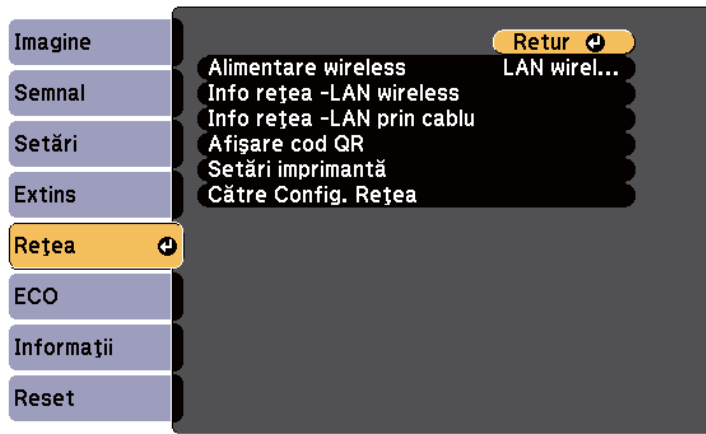 Imagine
Semnal
Setări
Extins
Reţea
ECO
Informaţii
Reset
Retur
Alimentare wireless LAN wirel...
Info reţea -LAN wireless
Info reţea -LAN prin cablu
Afişare cod QR
Setări imprimantă
Către Config. Reţea